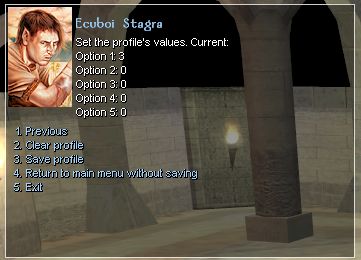 Ecuboi Stagra
Set the profile's values. Current:
Option 1: 3
Option 2: 0
Option 3: 0
Option 4: 0
Option 5: 0
1. Previous
2. Clear profile
3. Save profile
4. Return to main menu without saving
5. Exit